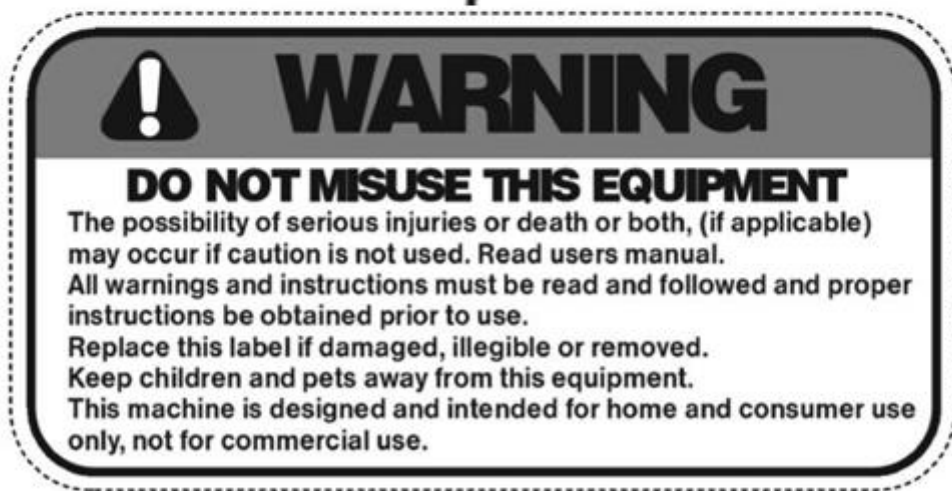 WARNING
DO NOT MISUSE THIS EQUIPMENT
The possibility of serious injuries or death or both, (if applicable)
may occur if caution is not used. Read users manual.
All warnings and instructions must be read and followed and proper
instructions be obtained prior to use.
Replace this label if damaged, illegible or removed.
Keep children and pets away from this equipment.
This machine is designed and intended for home and consumer use
only, not for commercial use.